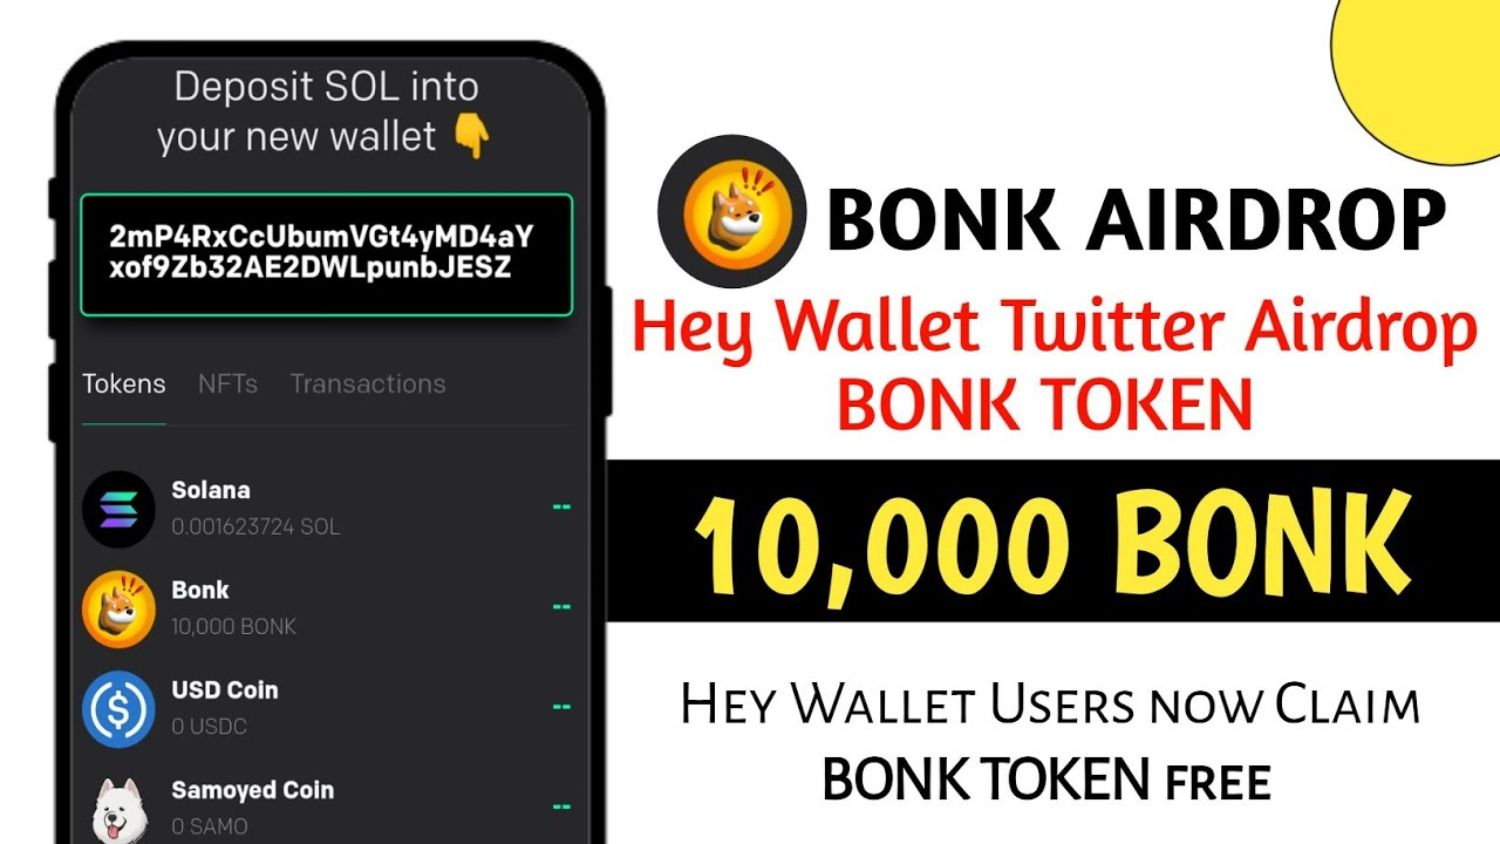 Deposit SOL into
your new wallet 👇
2mP4RxCcUbumVGt4yMD4aY
xof9Zb32AE2DWLpunbJESZ
Tokens NFTs Transactions
Solana
0.001623724 SOL
--
Bonk
10,000 BONK
--
USD Coin
0 USDC
--
Samoyed Coin
0 SAMO
--
BONK AIRDROP
Hey Wallet Twitter Airdrop
BONK TOKEN
10,000 BONK
Hey Wallet Users now Claim
BONK TOKEN FREE